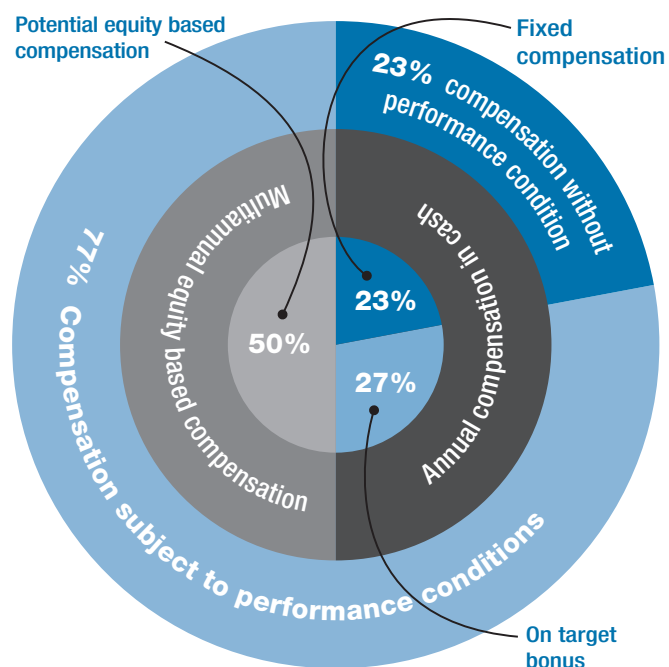 Potential equity based
compensation
Fixed
compensation
23% compensation without
performance condition
Multiannual equity based compensation
Annual compensation in cash
23%
50%
27%
77% Compensation subject to performance conditions
On target
bonus